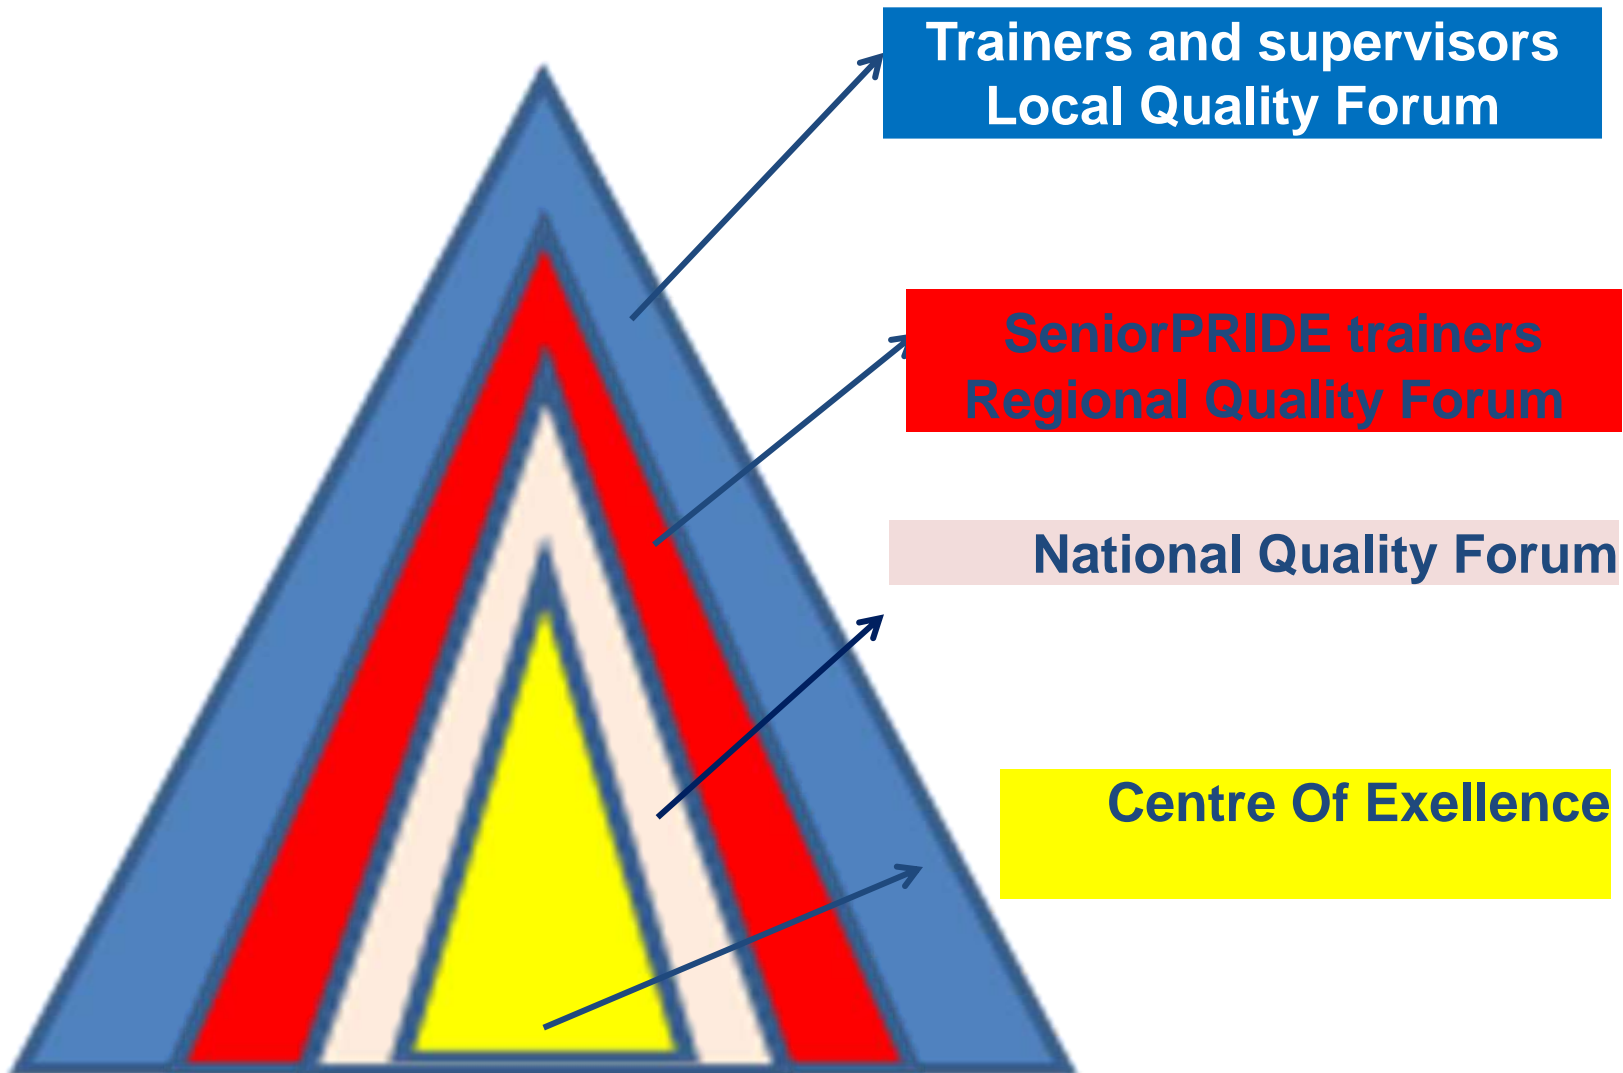 Trainers and supervisors
Local Quality Forum
SeniorPRIDE trainers
Regional Quality Forum
National Quality Forum
Centre Of Exellence